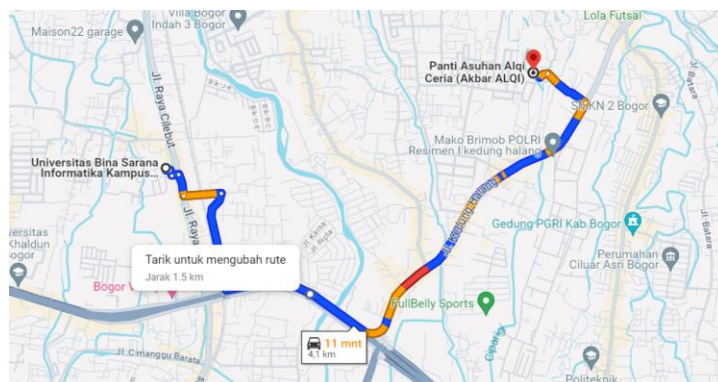 Villa Bogor
Indah 3 Bogor
Lola Futsal
Maison22 garage
Jl. Raya Cilebut
Panti Asuhan Alqi
Ceria (Akbar ALQI)
Jl. Batara
SMKN 2 Bogor
Mako Brimob POLRI
Resimen I kedung halang
Universitas Bina Sarana
Informatika Kampus...
Jl. Kedung Halang
Jl. Raya
Gedung PGRI Kab Bogor
Jl. Batara
Tarik untuk mengubah rute
Jarak 1.5 km
Perumahan
Ciluar Asri Bogor
FullBelly Sports
11 mnt
4,1 km
Jl. Cimanggu Barata
Politeknik